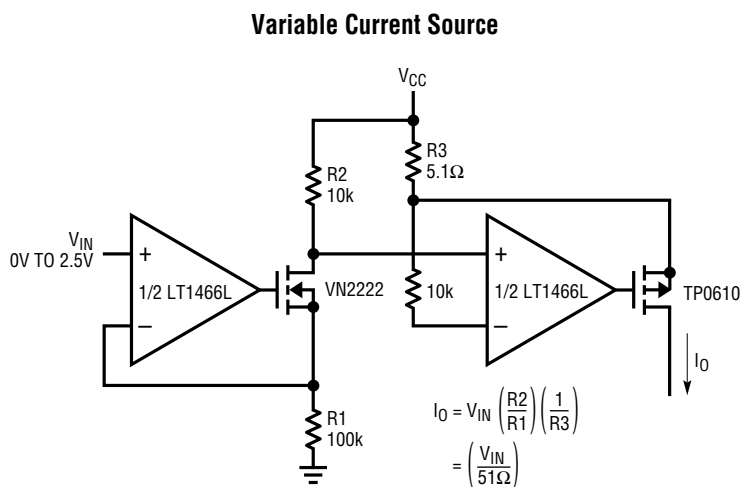 Variable Current Source
VCC
R2
10k
R3
5.1Ω
VIN
0V TO 2.5V
+
1/2 LT1466L
−
VN2222
10k
+
1/2 LT1466L
−
TP0610
IO
R1
100k
IO = VIN (R2/R1) (1/R3)
= (VIN/51Ω)